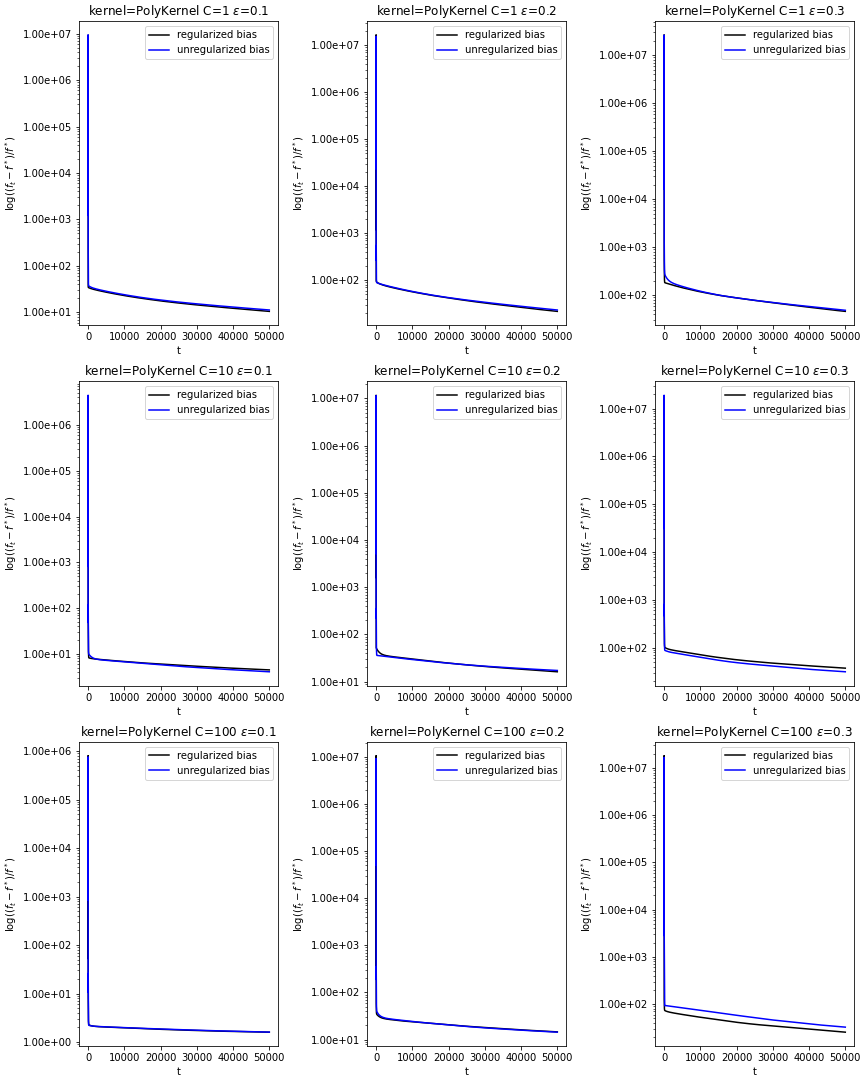 kernel=PolyKernel C=1 ε=0.1
regularized bias
unregularized bias
1.00e+07
1.00e+06
1.00e+05
1.00e+04
1.00e+03
1.00e+02
1.00e+01
log((f_t − f*)/f*)
0 10000 20000 30000 40000 50000
t
kernel=PolyKernel C=1 ε=0.2
regularized bias
unregularized bias
1.00e+07
1.00e+06
1.00e+05
1.00e+04
1.00e+03
1.00e+02
log((f_t − f*)/f*)
0 10000 20000 30000 40000 50000
t
kernel=PolyKernel C=1 ε=0.3
regularized bias
unregularized bias
1.00e+07
1.00e+06
1.00e+05
1.00e+04
1.00e+03
1.00e+02
log((f_t − f*)/f*)
0 10000 20000 30000 40000 50000
t
kernel=PolyKernel C=10 ε=0.1
regularized bias
unregularized bias
1.00e+06
1.00e+05
1.00e+04
1.00e+03
1.00e+02
1.00e+01
log((f_t − f*)/f*)
0 10000 20000 30000 40000 50000
t
kernel=PolyKernel C=10 ε=0.2
regularized bias
unregularized bias
1.00e+07
1.00e+06
1.00e+05
1.00e+04
1.00e+03
1.00e+02
1.00e+01
log((f_t − f*)/f*)
0 10000 20000 30000 40000 50000
t
kernel=PolyKernel C=10 ε=0.3
regularized bias
unregularized bias
1.00e+07
1.00e+06
1.00e+05
1.00e+04
1.00e+03
1.00e+02
log((f_t − f*)/f*)
0 10000 20000 30000 40000 50000
t
kernel=PolyKernel C=100 ε=0.1
regularized bias
unregularized bias
1.00e+06
1.00e+05
1.00e+04
1.00e+03
1.00e+02
1.00e+01
1.00e+00
log((f_t − f*)/f*)
0 10000 20000 30000 40000 50000
t
kernel=PolyKernel C=100 ε=0.2
regularized bias
unregularized bias
1.00e+07
1.00e+06
1.00e+05
1.00e+04
1.00e+03
1.00e+02
1.00e+01
log((f_t − f*)/f*)
0 10000 20000 30000 40000 50000
t
kernel=PolyKernel C=100 ε=0.3
regularized bias
unregularized bias
1.00e+07
1.00e+06
1.00e+05
1.00e+04
1.00e+03
1.00e+02
log((f_t − f*)/f*)
0 10000 20000 30000 40000 50000
t